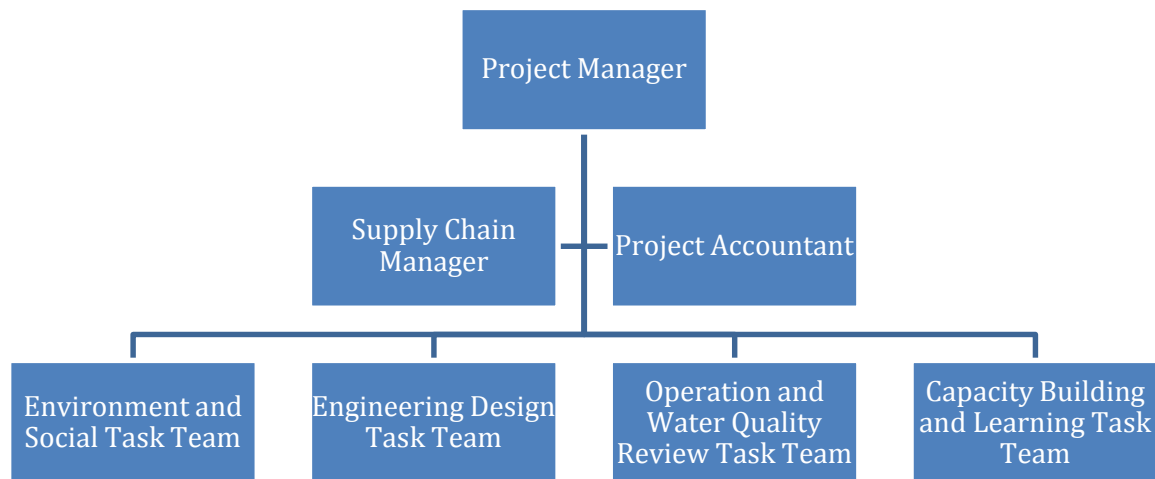 Project Manager
Supply Chain
Manager
Project Accountant
Environment and
Social Task Team
Engineering Design
Task Team
Operation and
Water Quality
Review Task Team
Capacity Building
and Learning Task
Team